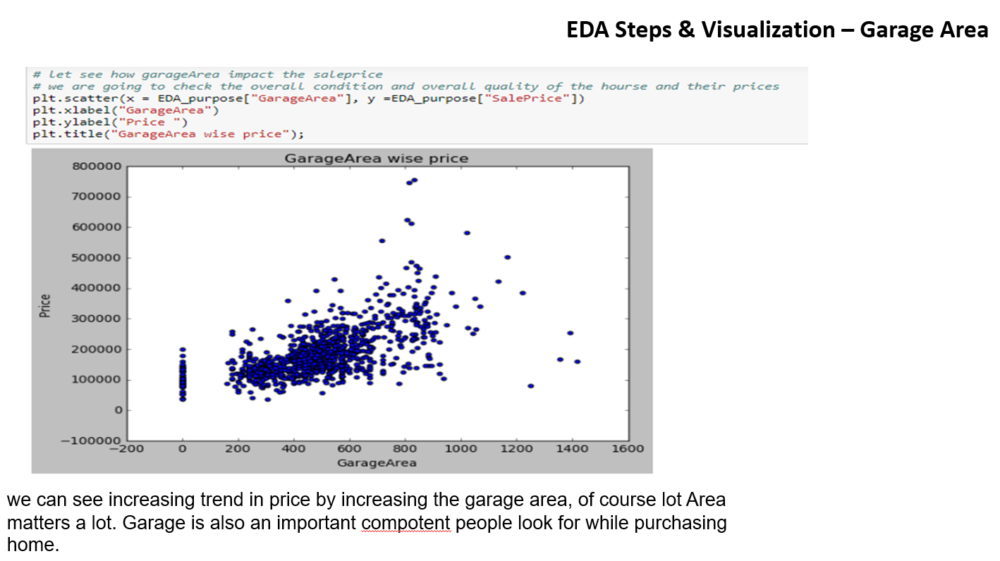 EDA Steps & Visualization – Garage Area
# let see how garageArea impact the saleprice
# we are going to check the overall condition and overall quality of the hourse and their prices
plt.scatter(x = EDA_purpose["GarageArea"], y =EDA_purpose["SalePrice"])
plt.xlabel("GarageArea")
plt.ylabel("Price ")
plt.title("GarageArea wise price");
GarageArea wise price
800000
700000
600000
500000
400000
300000
200000
100000
0
−100000
Price
−200 0 200 400 600 800 1000 1200 1400 1600
GarageArea
we can see increasing trend in price by increasing the garage area, of course lot Area
matters a lot. Garage is also an important compotent people look for while purchasing
home.